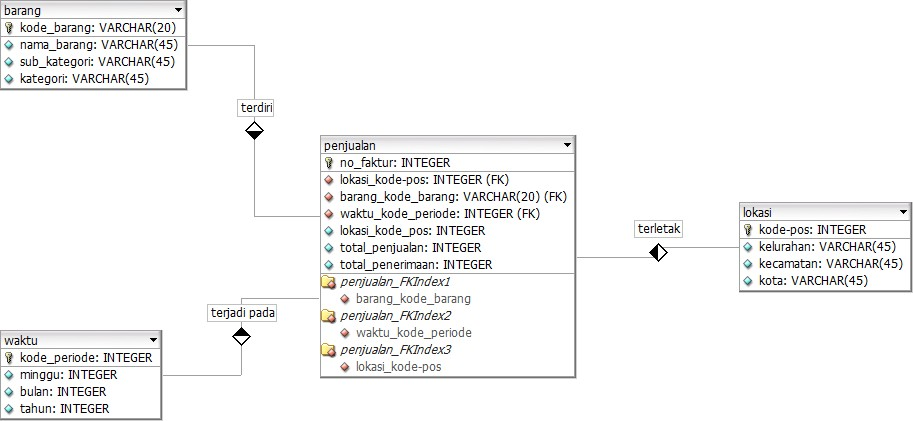 barang
kode_barang: VARCHAR(20)
nama_barang: VARCHAR(45)
sub_kategori: VARCHAR(45)
kategori: VARCHAR(45)
terdiri
penjualan
no_faktur: INTEGER
lokasi_kode-pos: INTEGER (FK)
barang_kode_barang: VARCHAR(20) (FK)
waktu_kode_periode: INTEGER (FK)
lokasi_kode_pos: INTEGER
total_penjualan: INTEGER
total_penerimaan: INTEGER
penjualan_FKIndex1
barang_kode_barang
penjualan_FKIndex2
waktu_kode_periode
penjualan_FKIndex3
lokasi_kode-pos
terletak
lokasi
kode-pos: INTEGER
kelurahan: VARCHAR(45)
kecamatan: VARCHAR(45)
kota: VARCHAR(45)
terjadi pada
waktu
kode_periode: INTEGER
minggu: INTEGER
bulan: INTEGER
tahun: INTEGER